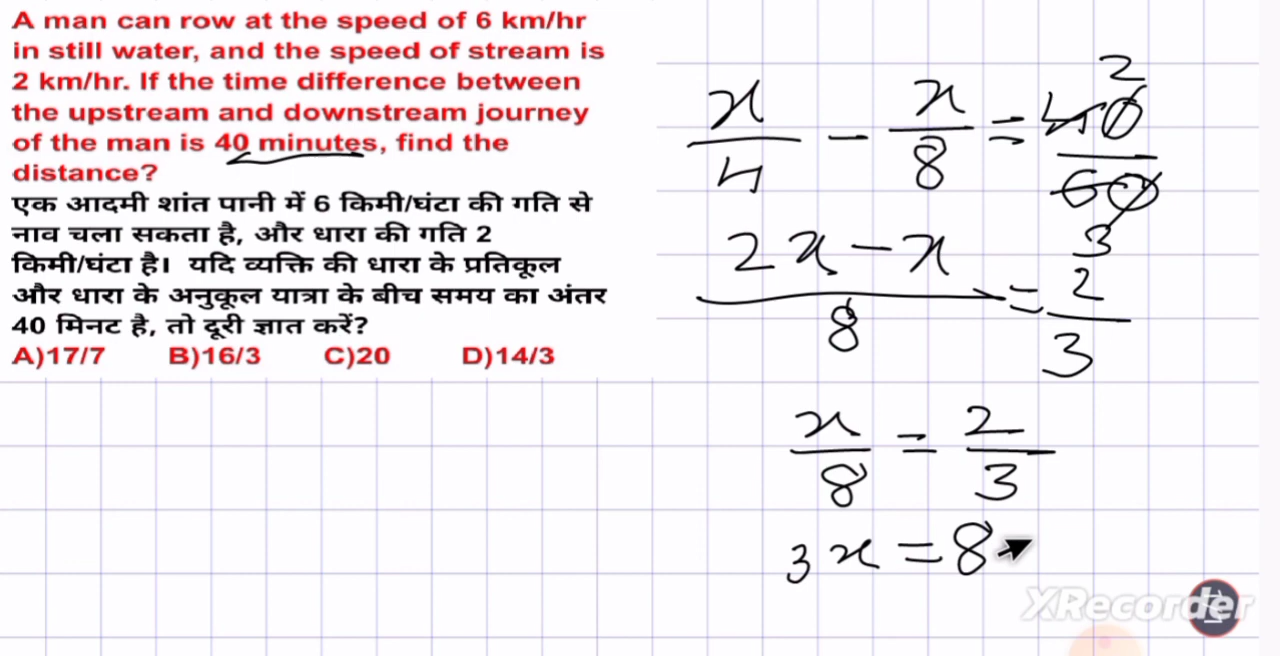 A man can row at the speed of 6 km/hr
in still water, and the speed of stream is
2 km/hr. If the time difference between
the upstream and downstream journey
of the man is 40 minutes, find the
distance?
एक आदमी शांत पानी में 6 किमी/घंटा की गति से
नाव चला सकता है, और धारा की गति 2
किमी/घंटा है। यदि व्यक्ति की धारा के प्रतिकूल
और धारा के अनुकूल यात्रा के बीच समय का अंतर
40 मिनट है, तो दूरी ज्ञात करें?
A)17/7 B)16/3 C)20 D)14/3
2
x/4 - x/8 = 40/60
3
2x - x/8 = 2/3
x/8 = 2/3
3x = 8
XRecorder